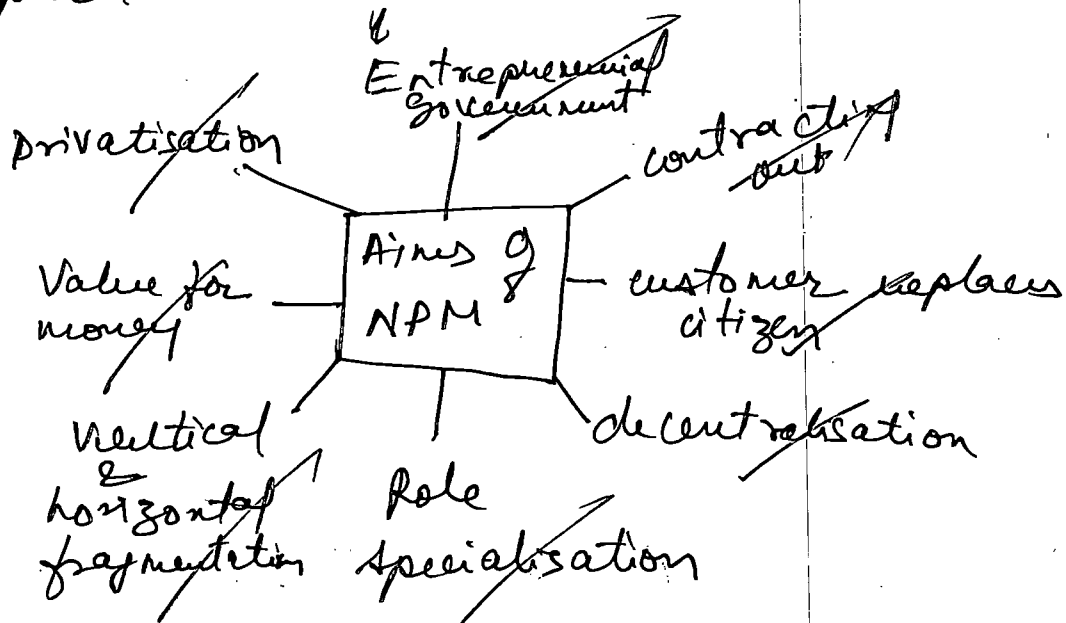 Entrepreneurial
government
Privatisation
contracting
out
Aims of
NPM
Value for
money
customer replaces
citizen
Vertical
&
horizontal
fragmentation
Role
specialisation
decentralisation